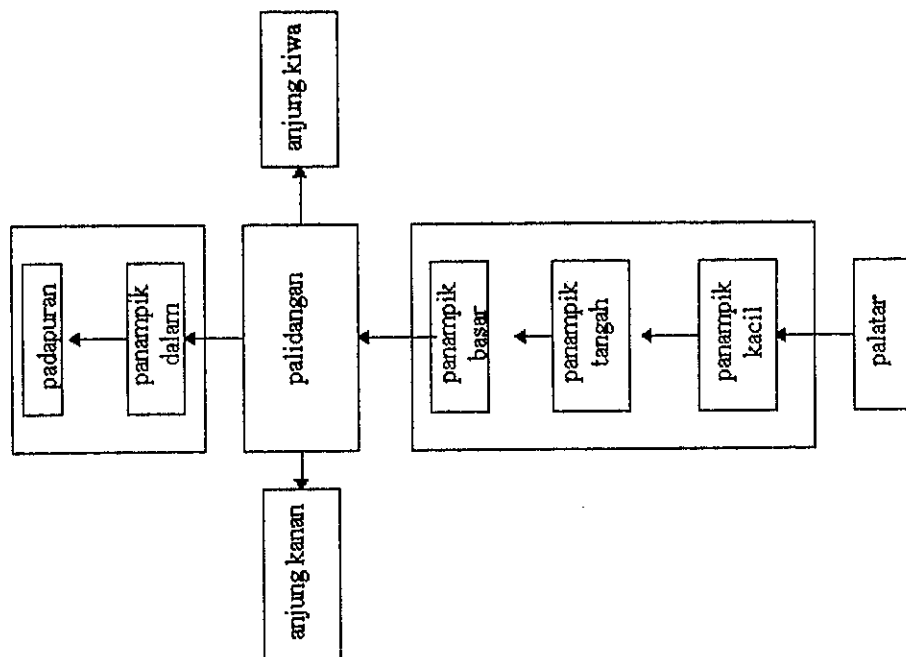 anjung kiwa
padapuran
panampik
dalam
palidangan
anjung kanan
panampik
basar
panampik
tangah
panampik
kacil
palatar